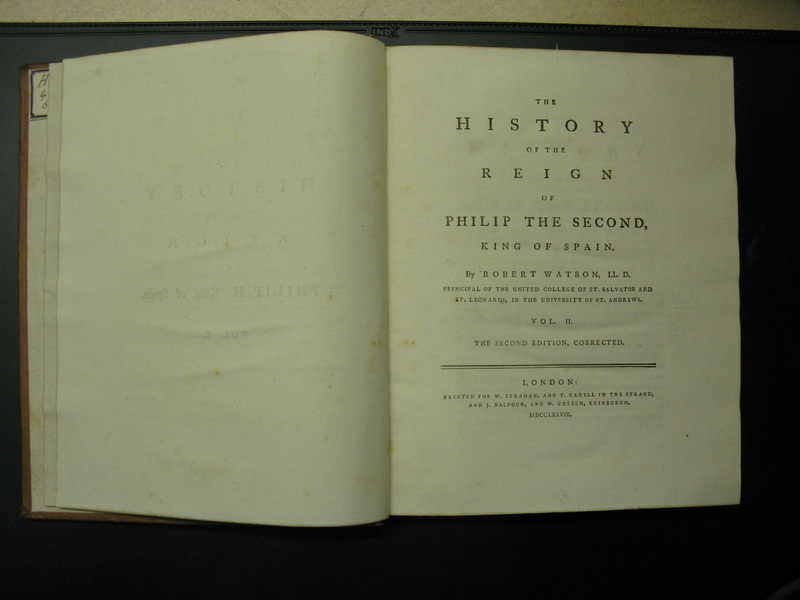 H
4
6
THE
HISTORY
OF THE
REIGN
OF
PHILIP THE SECOND,
KING OF SPAIN.
By ROBERT WATSON, LL. D.
PRINCIPAL OF THE UNITED COLLEGE OF ST. SALVATOR AND
ST. LEONARD, IN THE UNIVERSITY OF ST. ANDREWS.
VOL. II.
THE SECOND EDITION, CORRECTED.
LONDON:
PRINTED FOR W. STRAHAN, AND T. CADELL IN THE STRAND,
AND J. BALFOUR, AND W. CREECH, EDINBURGH,
MDCCLXXVIII.